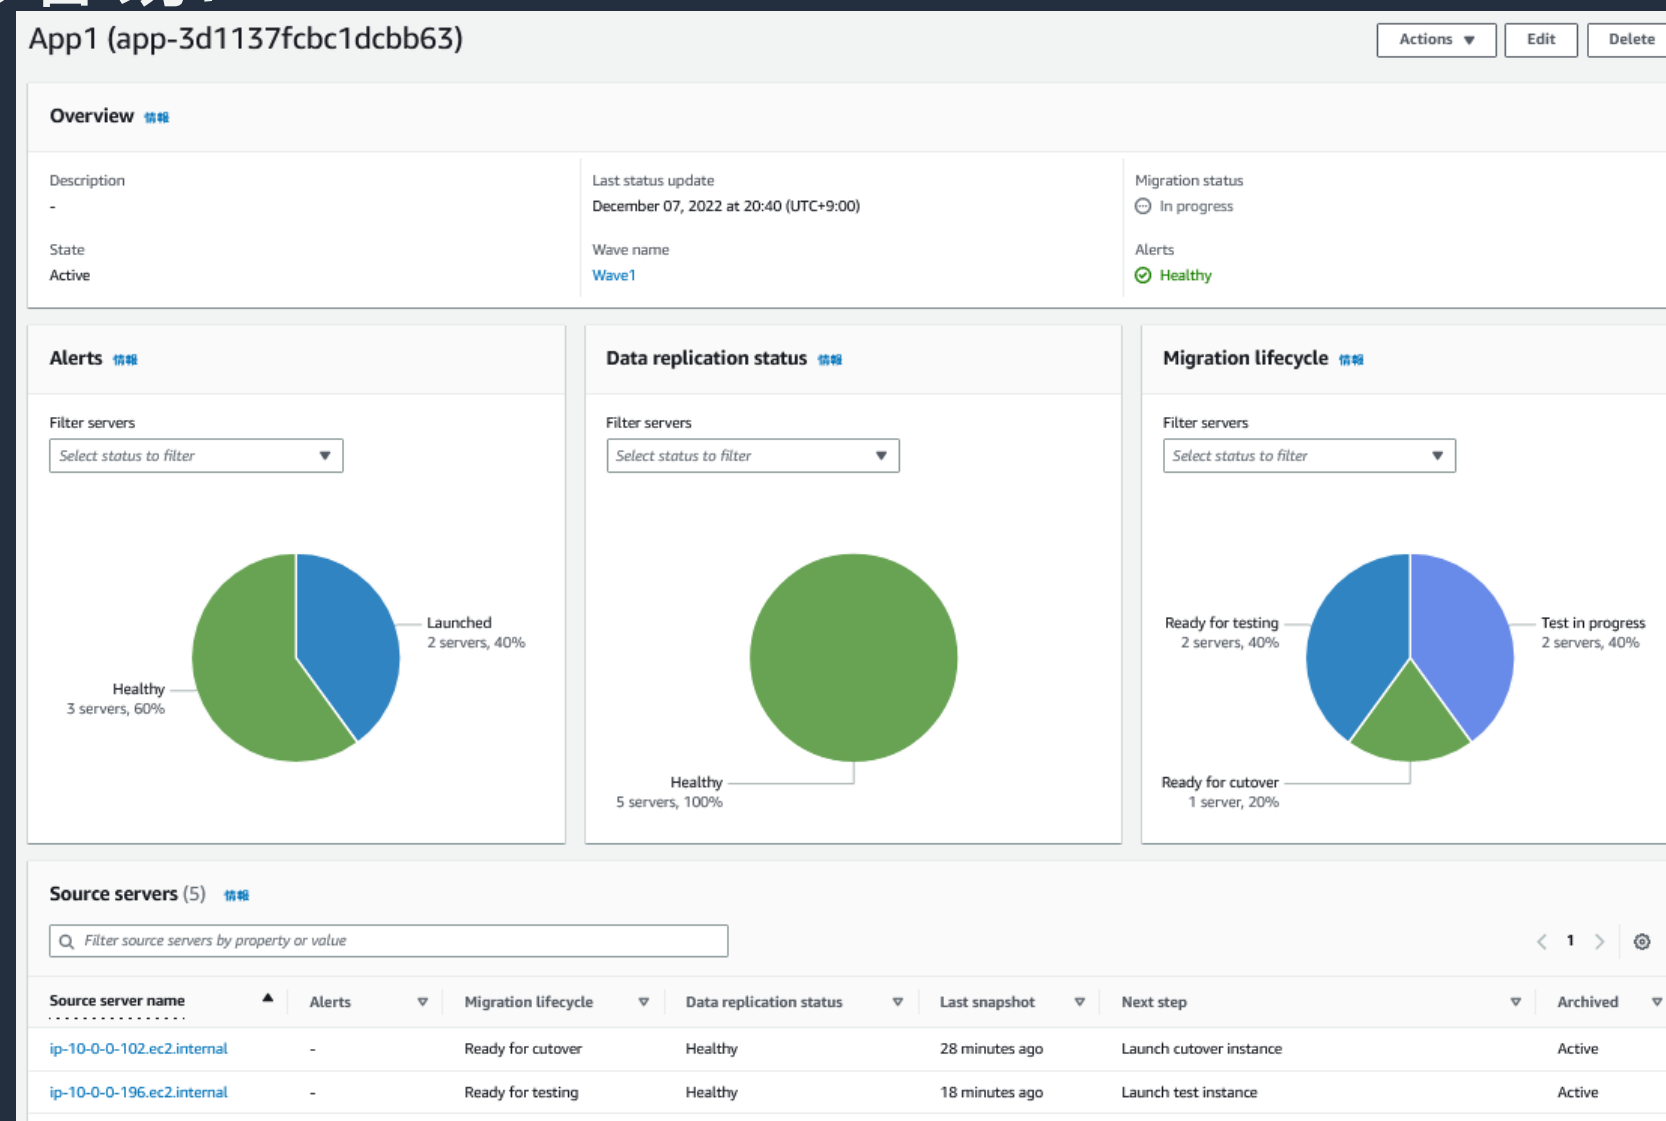 App1 (app-3d1137fcbc1dcbb63)
Actions Edit Delete
Overview 情報
Description
-
State
Active
Last status update
December 07, 2022 at 20:40 (UTC+9:00)
Wave name
Wave1
Migration status
In progress
Alerts
Healthy
Alerts 情報
Filter servers
Select status to filter
Launched
2 servers, 40%
Healthy
3 servers, 60%
Data replication status 情報
Filter servers
Select status to filter
Healthy
5 servers, 100%
Migration lifecycle 情報
Filter servers
Select status to filter
Ready for testing
2 servers, 40%
Test in progress
2 servers, 40%
Ready for cutover
1 server, 20%
Source servers (5) 情報
Filter source servers by property or value
1
Source server name Alerts Migration lifecycle Data replication status Last snapshot Next step Archived
ip-10-0-0-102.ec2.internal - Ready for cutover Healthy 28 minutes ago Launch cutover instance Active
ip-10-0-0-196.ec2.internal - Ready for testing Healthy 18 minutes ago Launch test instance Active